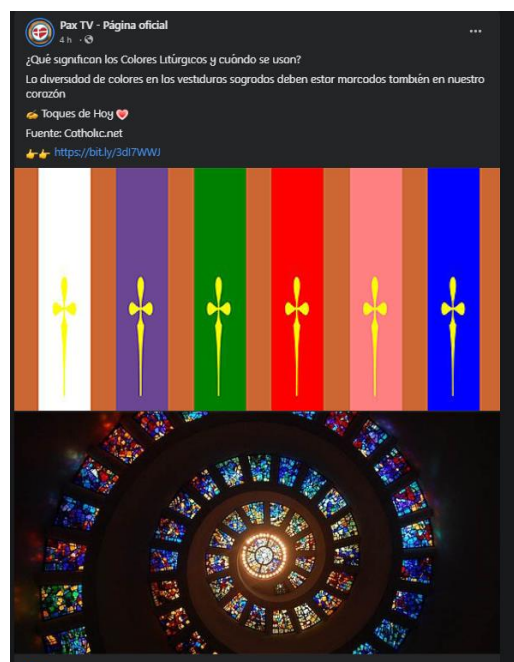 Pax TV - Página oficial
4 h ·
¿Qué significan los Colores Litúrgicos y cuándo se usan?
La diversidad de colores en las vestiduras sagradas deben estar marcados también en nuestro
corazón
Toques de Hoy
Fuente: Catholic.net
https://bit.ly/3dI7WWJ